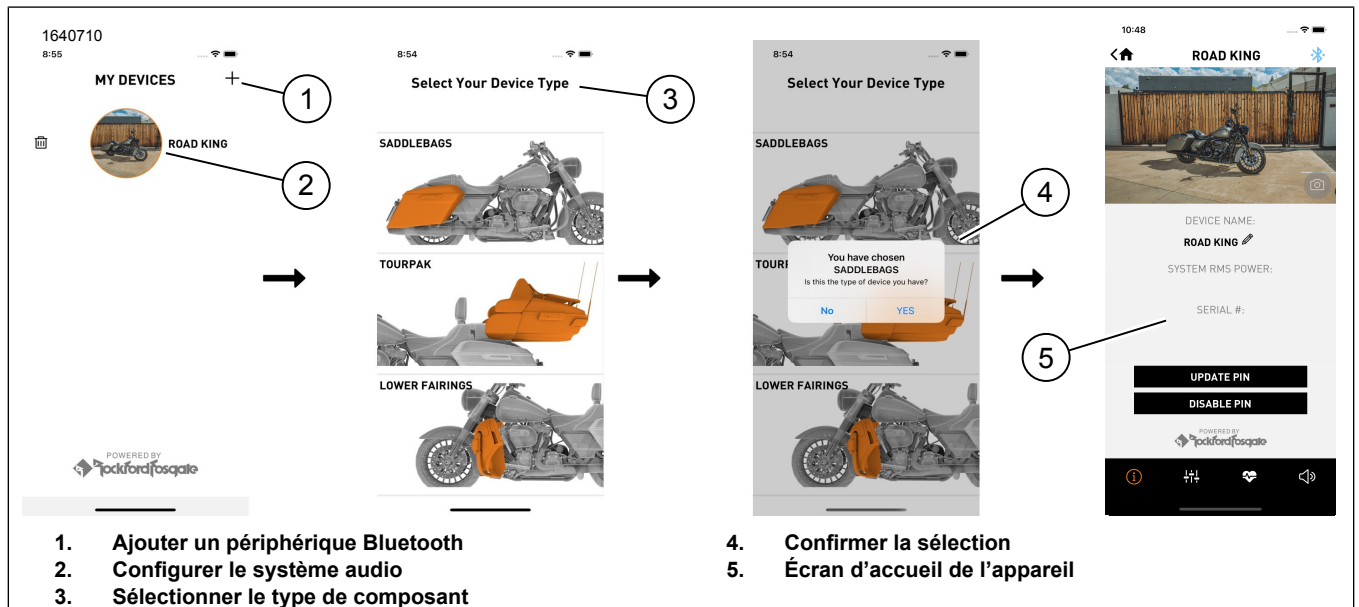 1640710
8:55
MY DEVICES
+
1
ROAD KING
2
POWERED BY
Rockford Fosgate
8:54
Select Your Device Type
3
SADDLEBAGS
TOURPAK
LOWER FAIRINGS
8:54
Select Your Device Type
SADDLEBAGS
4
You have chosen
SADDLEBAGS
Is this the type of device you have?
No YES
TOURP
LOWER FAIRINGS
10:48
ROAD KING
DEVICE NAME:
ROAD KING
SYSTEM RMS POWER:
SERIAL #:
5
UPDATE PIN
DISABLE PIN
POWERED BY
Rockford Fosgate
1. Ajouter un périphérique Bluetooth
2. Configurer le système audio
3. Sélectionner le type de composant
4. Confirmer la sélection
5. Écran d’accueil de l’appareil